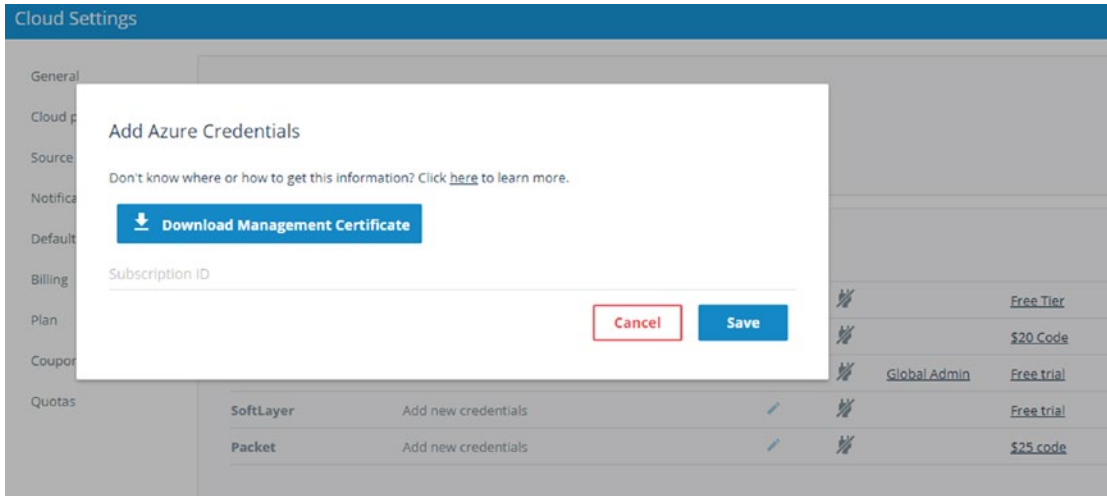 Cloud Settings
General
Cloud p
Source
Notifica
Default
Billing
Plan
Coupor
Quotas
Add Azure Credentials
Don't know where or how to get this information? Click here to learn more.
Download Management Certificate
Subscription ID
Cancel Save
Free Tier
$20 Code
Global Admin Free trial
SoftLayer Add new credentials Free trial
Packet Add new credentials $25 code